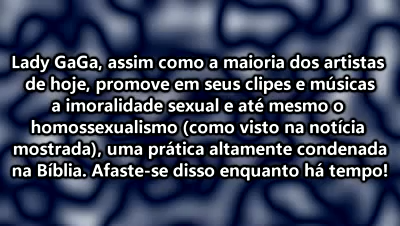 Lady GaGa, assim como a maioria dos artistas
de hoje, promove em seus clipes e músicas
a imoralidade sexual e até mesmo o
homossexualismo (como visto na notícia
mostrada), uma prática altamente condenada
na Bíblia. Afaste-se disso enquanto há tempo!